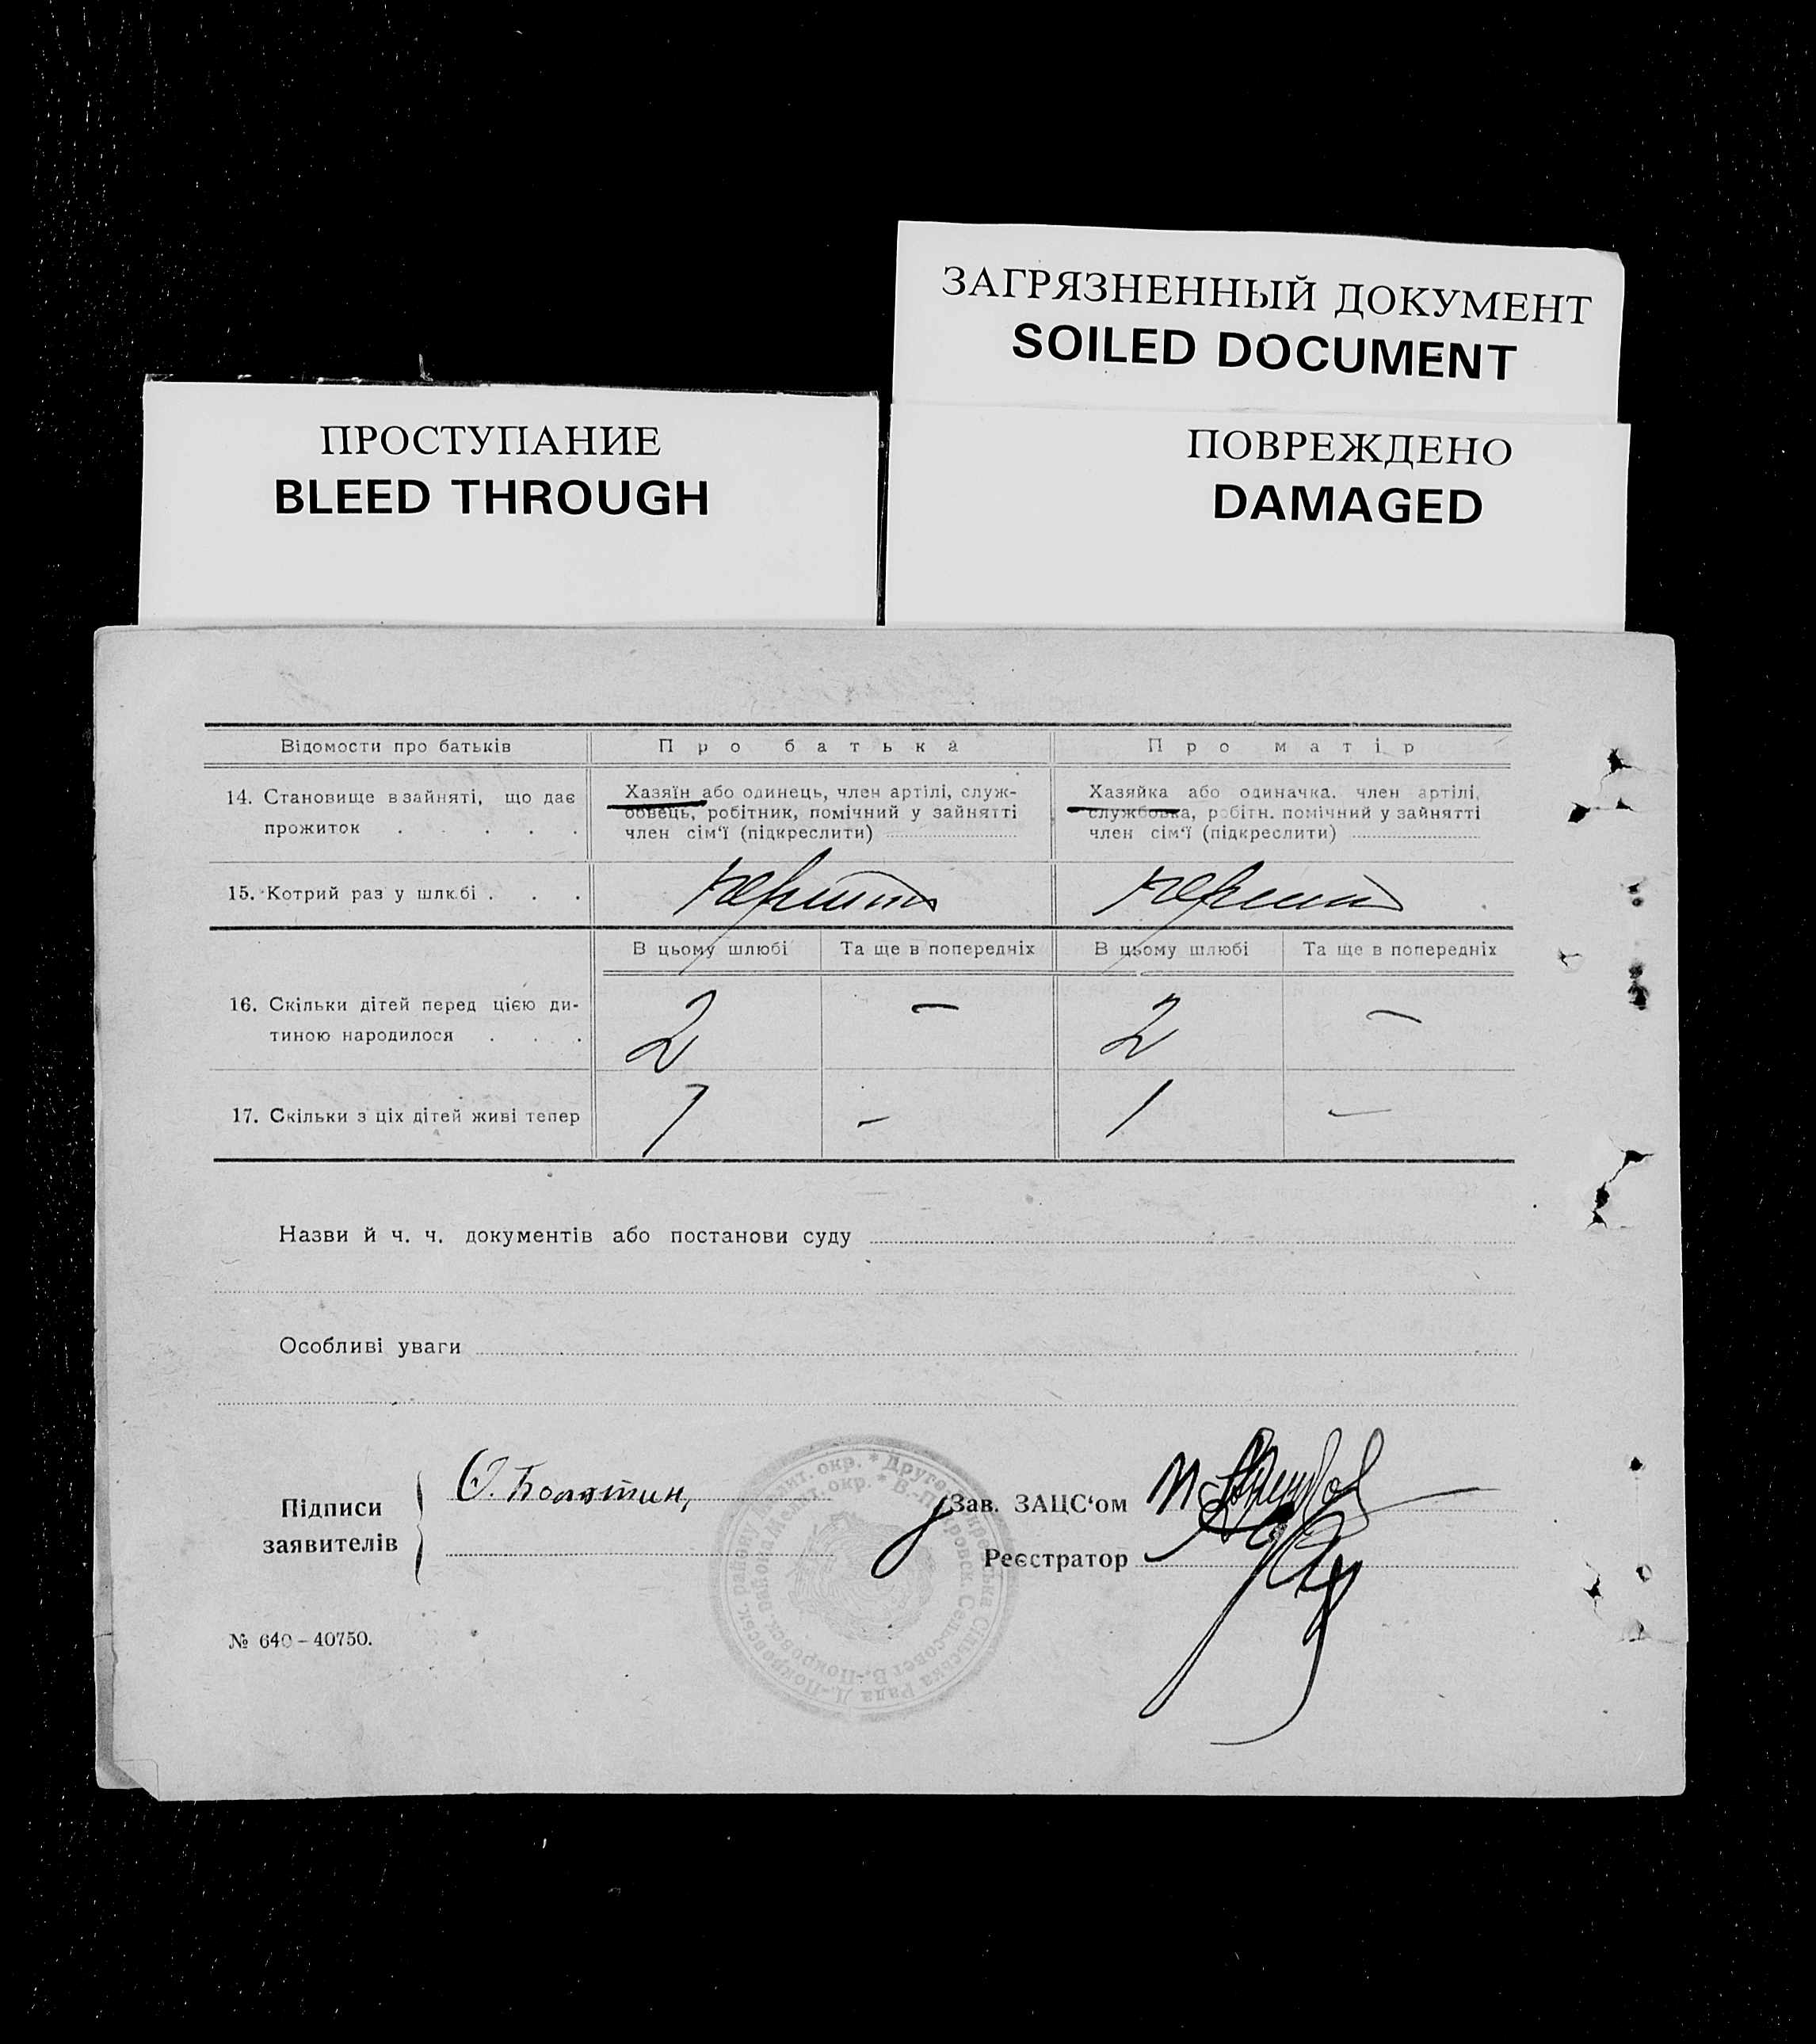 ЗАГРЯЗНЕННЫЙ ДОКУМЕНТ
SOILED DOCUMENT
ПРОСТУПАНИЕ
BLEED THROUGH
ПОВРЕЖДЕНО
DAMAGED
Відомости про батьків Про батька Про матір
14. Становище в зайняті, що дає прожиток . . . . .
Хазяїн або одинець, член артілі, служ-
бовець, робітник, помічний у зайнятті
член сім'ї (підкреслити)
Хазяйка або одиначка. член артілі,
службовка, робітн. помічний у зайнятті
член сім'ї (підкреслити)
15. Котрий раз у шлюбі . . .
В цьому шлюбі Та ще в попередніх В цьому шлюбі Та ще в попередніх
16. Скільки дітей перед цією ди-
тиною народилося . . . . 2 — 2 —
17. Скільки з ціх дітей живі тепер 1 — 1 —
Назви й ч. ч. документів або постанови суду
Особливі уваги
Підписи
заявителів
Зав. ЗАЦС'ом
Реєстратор
№ 640–40750.